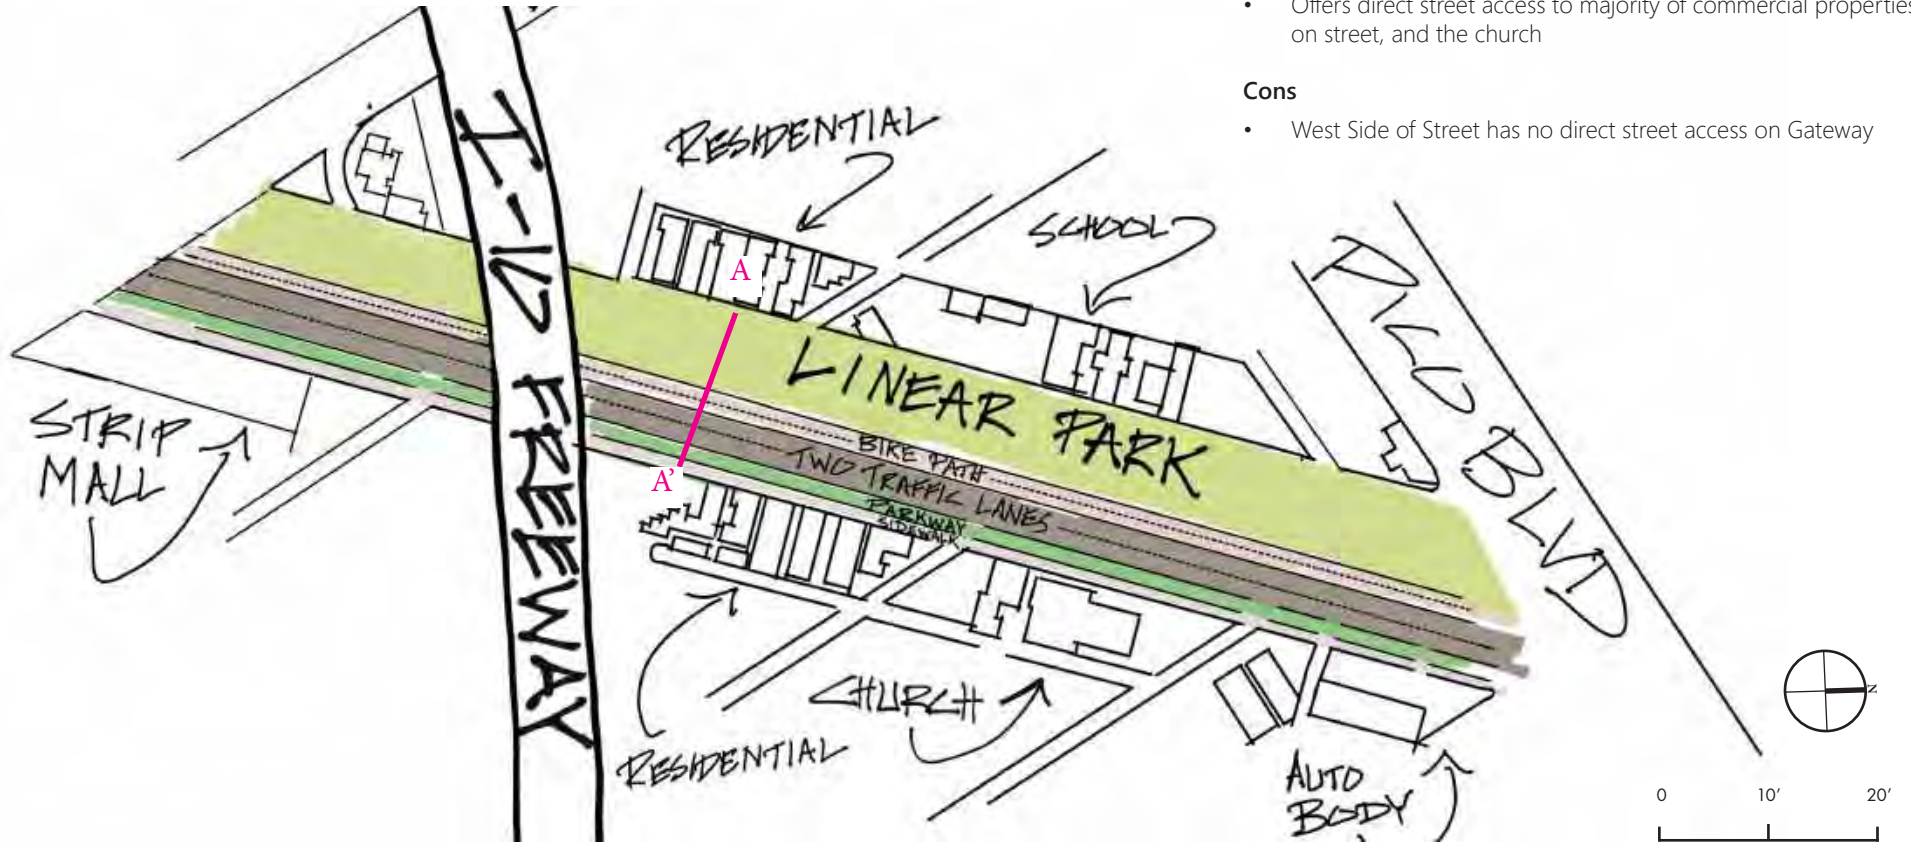 • Offers direct street access to majority of commercial properties
on street, and the church
Cons
• West Side of Street has no direct street access on Gateway
I-10 FREEWAY
RESIDENTIAL
SCHOOL
PICO BLVD
A
LINEAR PARK
BIKE PATH
TWO TRAFFIC LANES
PARKWAY
SIDEWALK
A'
STRIP
MALL
RESIDENTIAL
CHURCH
AUTO
BODY
N
0 10' 20'